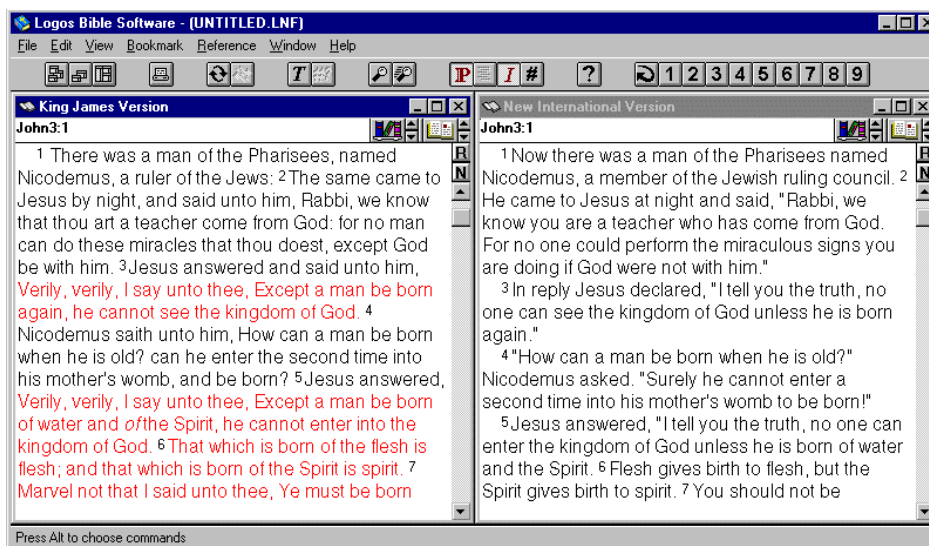 Logos Bible Software - (UNTITLED.LNF)
File Edit View Bookmark Reference Window Help
T P I # ? 1 2 3 4 5 6 7 8 9
King James Version
John3:1
R
N
1 There was a man of the Pharisees, named
Nicodemus, a ruler of the Jews: 2 The same came to
Jesus by night, and said unto him, Rabbi, we know
that thou art a teacher come from God: for no man
can do these miracles that thou doest, except God
be with him. 3 Jesus answered and said unto him,
Verily, verily, I say unto thee, Except a man be born
again, he cannot see the kingdom of God. 4
Nicodemus saith unto him, How can a man be born
when he is old? can he enter the second time into
his mother's womb, and be born? 5 Jesus answered,
Verily, verily, I say unto thee, Except a man be born
of water and of the Spirit, he cannot enter into the
kingdom of God. 6 That which is born of the flesh is
flesh; and that which is born of the Spirit is spirit. 7
Marvel not that I said unto thee, Ye must be born
New International Version
John3:1
R
N
1 Now there was a man of the Pharisees named
Nicodemus, a member of the Jewish ruling council. 2
He came to Jesus at night and said, "Rabbi, we
know you are a teacher who has come from God.
For no one could perform the miraculous signs you
are doing if God were not with him."
3 In reply Jesus declared, "I tell you the truth, no
one can see the kingdom of God unless he is born
again."
4 "How can a man be born when he is old?"
Nicodemus asked. "Surely he cannot enter a
second time into his mother's womb to be born!"
5 Jesus answered, "I tell you the truth, no one can
enter the kingdom of God unless he is born of water
and the Spirit. 6 Flesh gives birth to flesh, but the
Spirit gives birth to spirit. 7 You should not be
Press Alt to choose commands